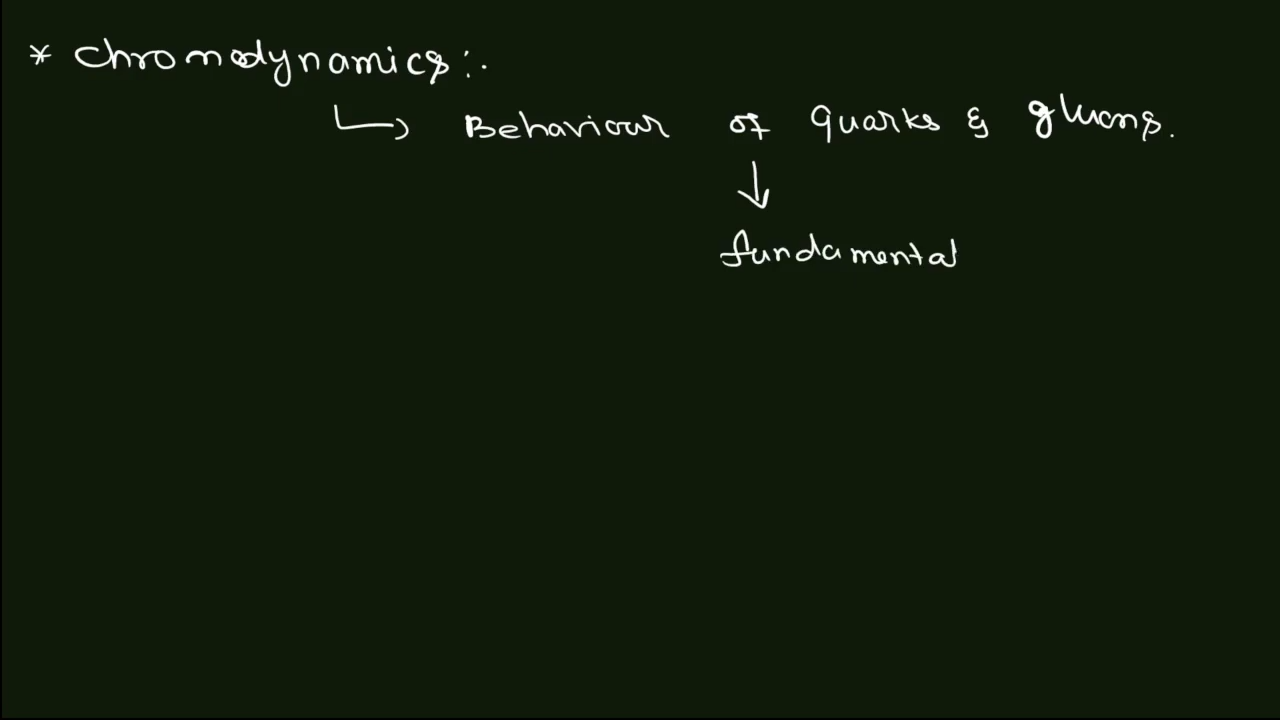 * Chromodynamics :-
↳ Behaviour of Quarks & gluons.
↓
fundamental